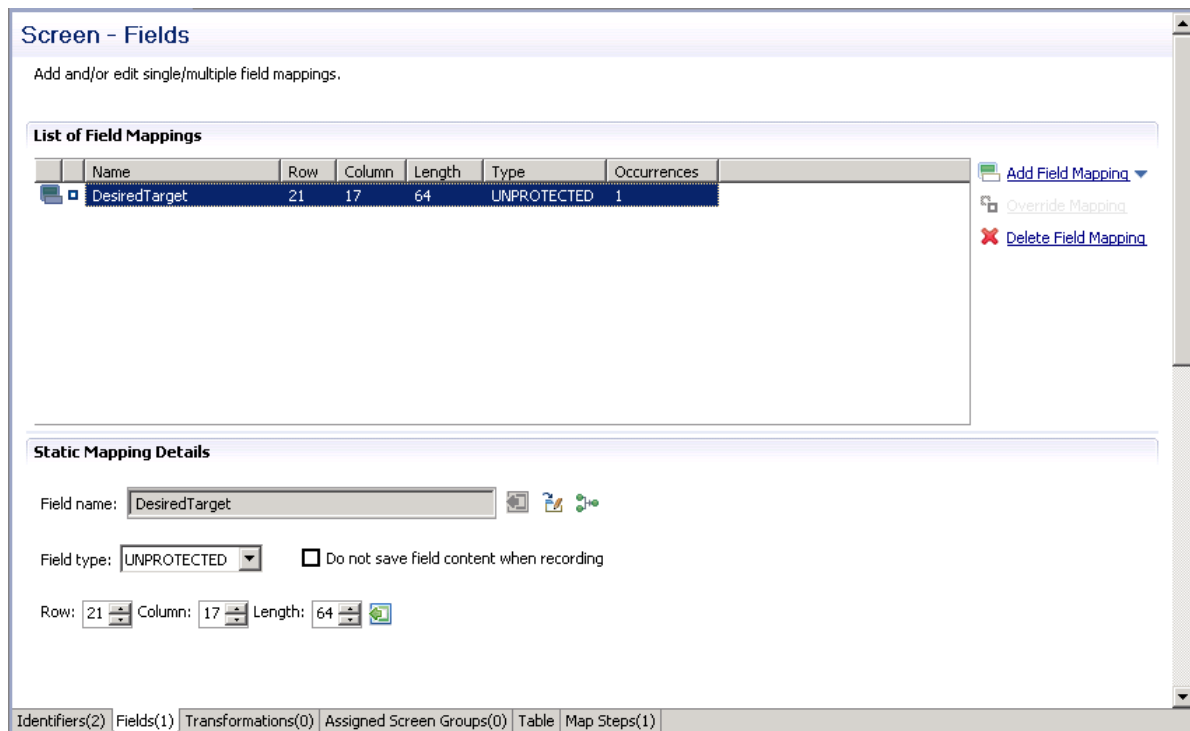 Screen - Fields
Add and/or edit single/multiple field mappings.
List of Field Mappings
Name Row Column Length Type Occurrences
DesiredTarget 21 17 64 UNPROTECTED 1
Add Field Mapping
Override Mapping
Delete Field Mapping
Static Mapping Details
Field name: DesiredTarget
Field type: UNPROTECTED Do not save field content when recording
Row: 21 Column: 17 Length: 64
Identifiers(2) Fields(1) Transformations(0) Assigned Screen Groups(0) Table Map Steps(1)